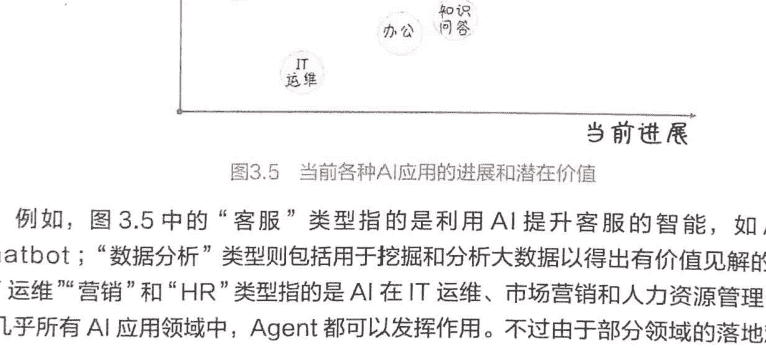 知识
问答
办公
IT
运维
当前进展
图3.5 当前各种AI应用的进展和潜在价值
例如，图 3.5 中的“客服”类型指的是利用 AI 提升客服的智能，如
atbot；“数据分析”类型则包括用于挖掘和分析大数据以得出有价值见解的
运维”“营销”和“HR”类型指的是 AI 在 IT 运维、市场营销和人力资源管理
几乎所有 AI 应用领域中，Agent 都可以发挥作用。不过由于部分领域的落地